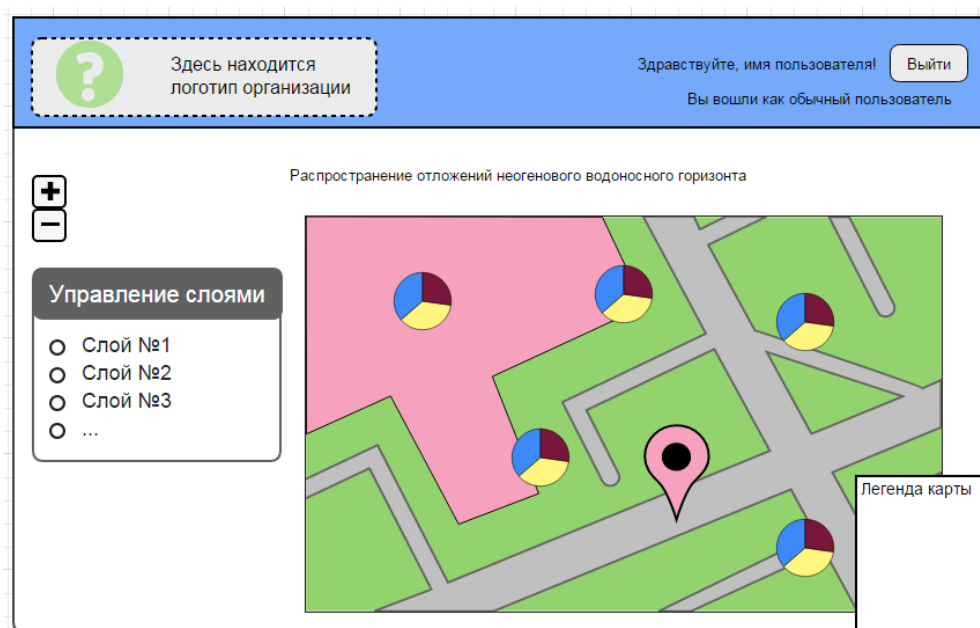 Здесь находится
логотип организации
Здравствуйте, имя пользователя!
Выйти
Вы вошли как обычный пользователь
Распространение отложений неогенового водоносного горизонта
Управление слоями
Слой №1
Слой №2
Слой №3
...
Легенда карты